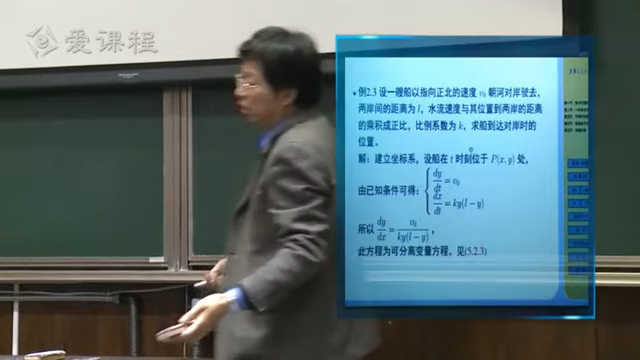 爱课程
例2.3 设一艘船以指向正北的速度 v₀ 朝河对岸驶去，
两岸间的距离为 l，水流速度与其位置到两岸的距离
的乘积成正比，比例系数为 k，求船到达对岸时的
位置。
解：建立坐标系，设船在 t 时刻位于 P(x, y) 处，
由已知条件可得： { dy/dt = v₀
dx/dt = ky(l − y)
所以 dy/dx = v₀/(ky(l − y)) ，
此方程为可分离变量方程，见(5.2.3)